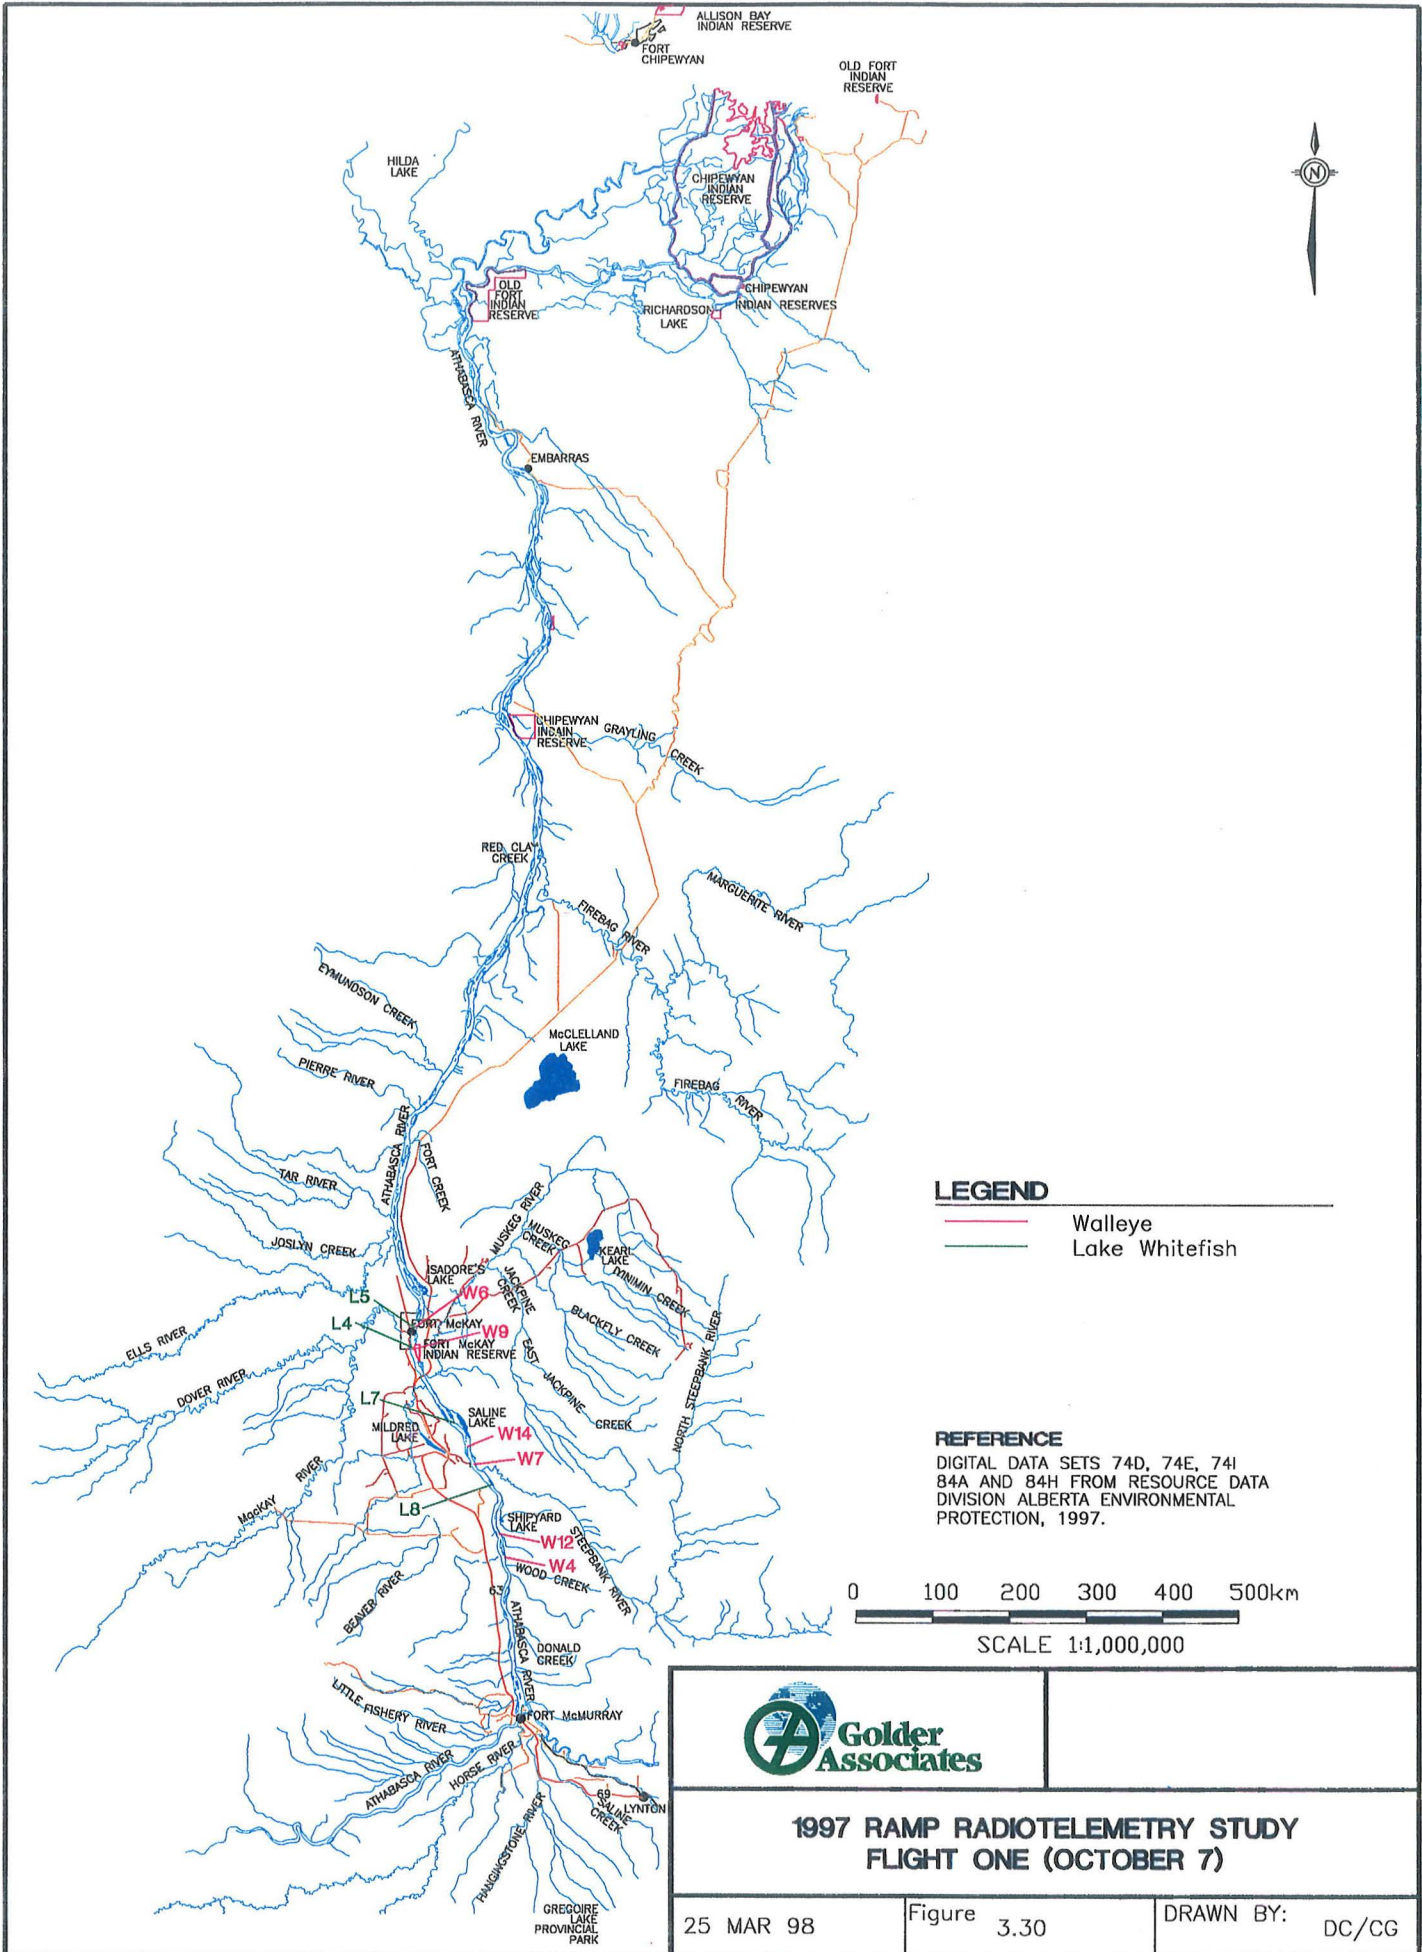 ALLISON BAY
INDIAN RESERVE
FORT
CHIPEWYAN
OLD FORT
INDIAN
RESERVE
HILDA
LAKE
N
CHIPEWYAN
INDIAN
RESERVE
OLD
FORT
INDIAN
RESERVE
CHIPEWYAN
INDIAN RESERVES
RICHARDSON
LAKE
ATHABASCA RIVER
EMBARRAS
CHIPEWYAN
INDAIN
RESERVE
GRAYLING CREEK
RED CLAY
CREEK
MARGUERITE RIVER
FIREBAG RIVER
EYMUNDSON CREEK
McCLELLAND
LAKE
PIERRE RIVER
FIREBAG RIVER
ATHABASCA RIVER
FORT CREEK
TAR RIVER
MUSKEG RIVER
MUSKEG
CREEK
JOSLYN CREEK
KEARL
LAKE
ISADORE'S
LAKE
JACKPINE
CREEK
IYINIMIN CREEK
L5
W6
BLACKFLY CREEK
L4
FORT McKAY
W9
FORT McKAY
INDIAN RESERVE
ELLS RIVER
EAST JACKPINE CREEK
NORTH STEEPBANK RIVER
DOVER RIVER
L7
SALINE
LAKE
MILDRED
LAKE
W14
W7
MacKAY RIVER
L8
SHIPYARD
LAKE
W12
STEEPBANK RIVER
W4
WOOD CREEK
BEAVER RIVER
63
ATHABASCA RIVER
DONALD
CREEK
LITTLE FISHERY RIVER
FORT McMURRAY
ATHABASCA RIVER
HORSE RIVER
69
SALINE
CREEK
LYNTON
HANGINGSTONE RIVER
GREGOIRE
LAKE
PROVINCIAL
PARK
LEGEND
Walleye
Lake Whitefish
REFERENCE
DIGITAL DATA SETS 74D, 74E, 74I
84A AND 84H FROM RESOURCE DATA
DIVISION ALBERTA ENVIRONMENTAL
PROTECTION, 1997.
0 100 200 300 400 500km
SCALE 1:1,000,000
Golder
Associates
1997 RAMP RADIOTELEMETRY STUDY
FLIGHT ONE (OCTOBER 7)
25 MAR 98
Figure 3.30
DRAWN BY: DC/CG